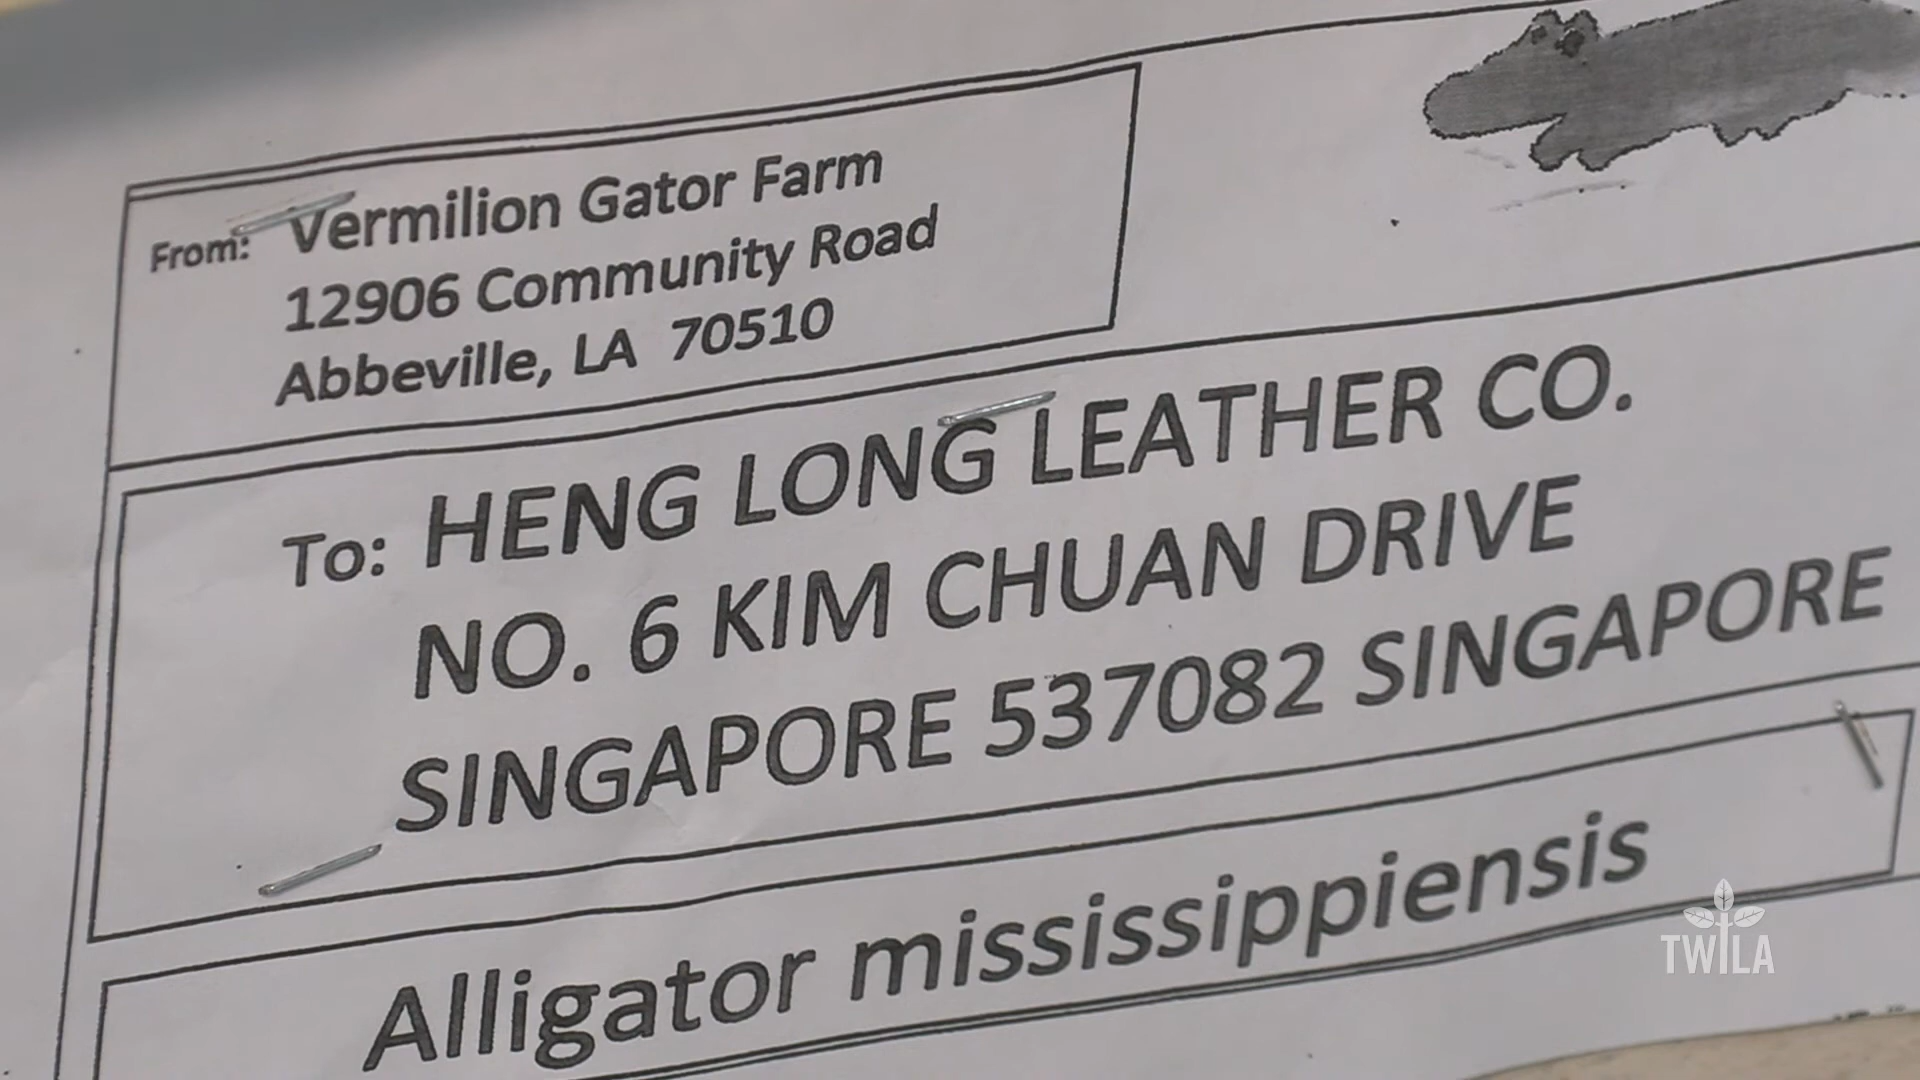 From: Vermilion Gator Farm
12906 Community Road
Abbeville, LA 70510
To: HENG LONG LEATHER CO.
NO. 6 KIM CHUAN DRIVE
SINGAPORE 537082 SINGAPORE
Alligator mississippiensis
TWILA